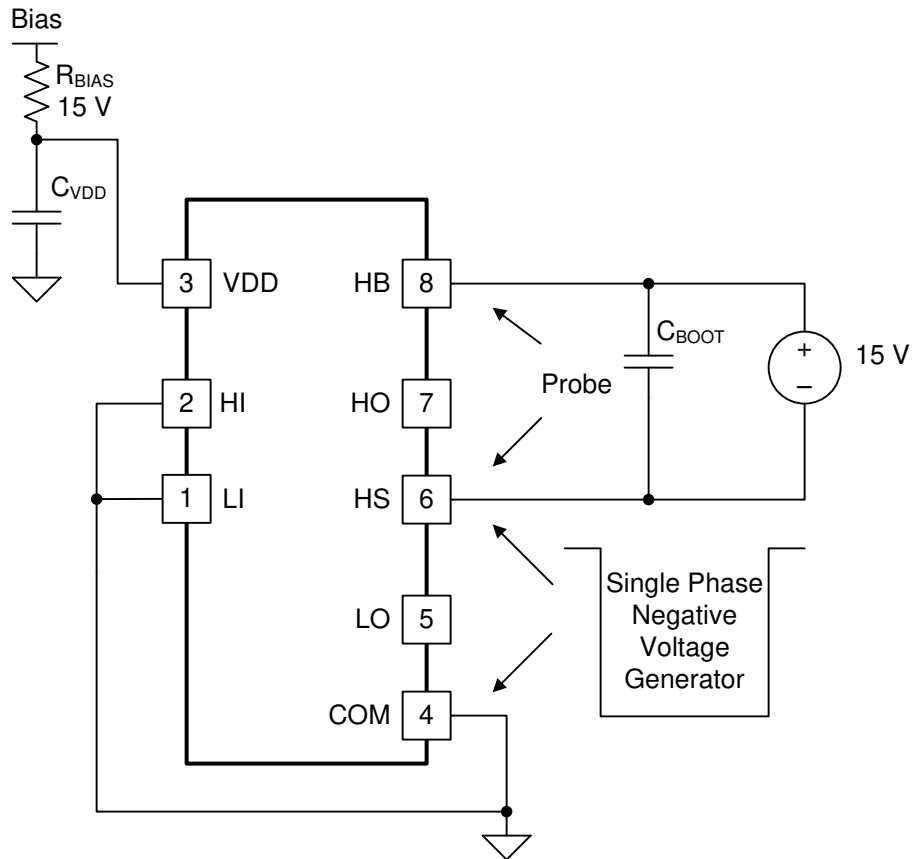 Bias
RBIAS
15 V
CVDD
3 VDD HB 8
CBOOT
+
15 V
–
Probe
2 HI HO 7
1 LI HS 6
Single Phase
Negative
Voltage
Generator
LO 5
COM 4